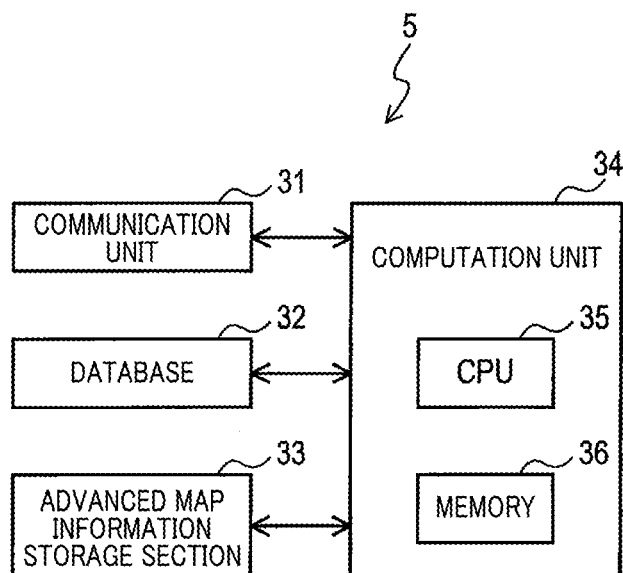 5
31
COMMUNICATION
UNIT
32
DATABASE
33
ADVANCED MAP
INFORMATION
STORAGE SECTION
34
COMPUTATION UNIT
35
CPU
36
MEMORY